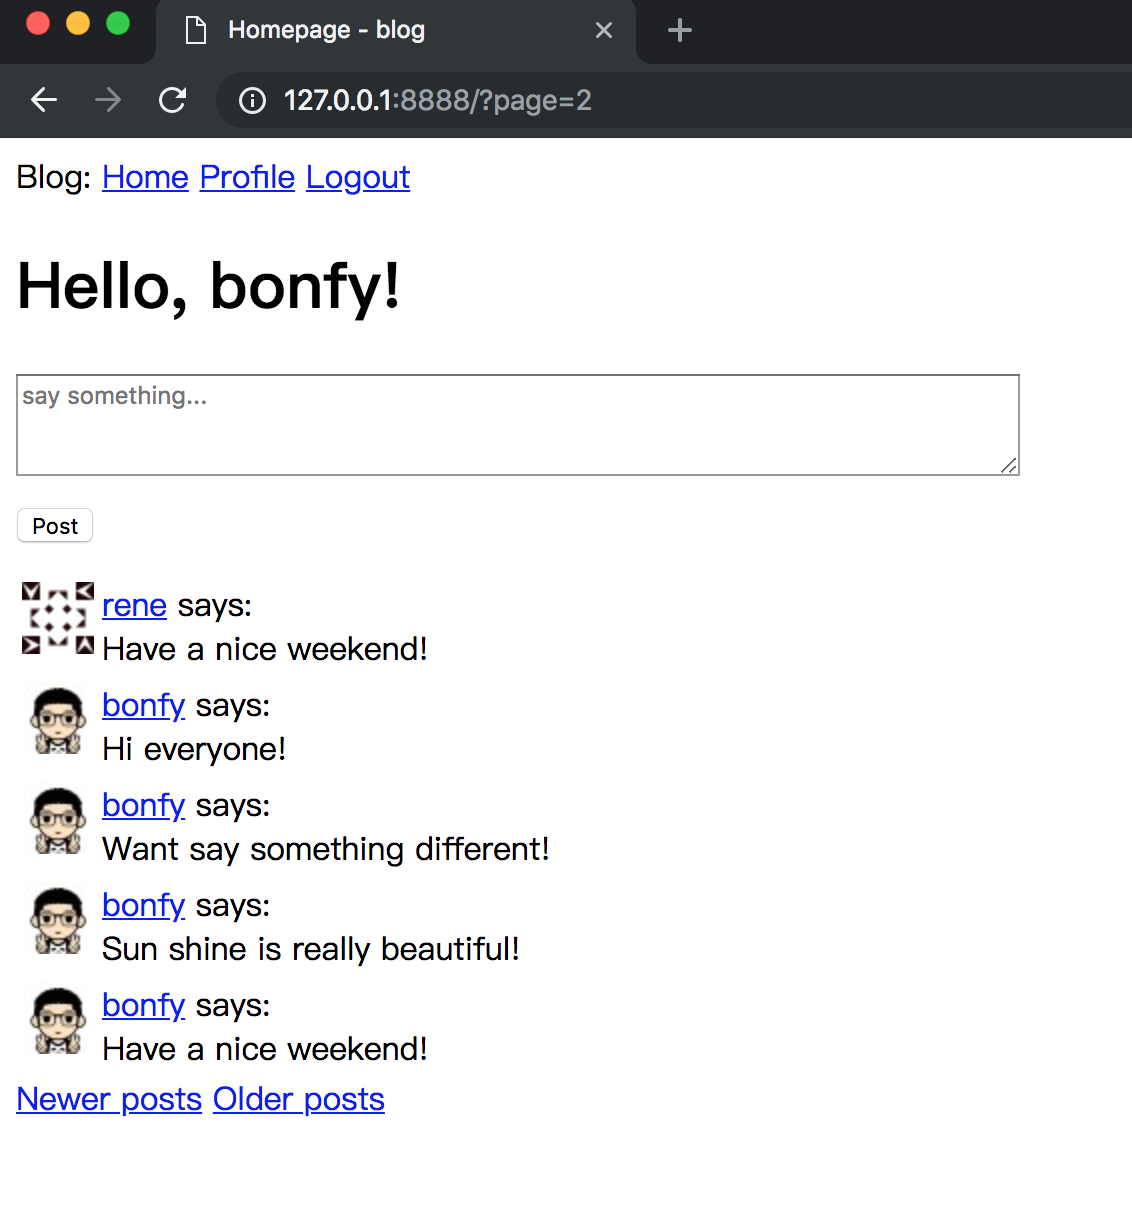 Homepage - blog
127.0.0.1:8888/?page=2
Blog: Home Profile Logout
Hello, bonfy!
say something...
Post
rene says:
Have a nice weekend!
bonfy says:
Hi everyone!
bonfy says:
Want say something different!
bonfy says:
Sun shine is really beautiful!
bonfy says:
Have a nice weekend!
Newer posts Older posts